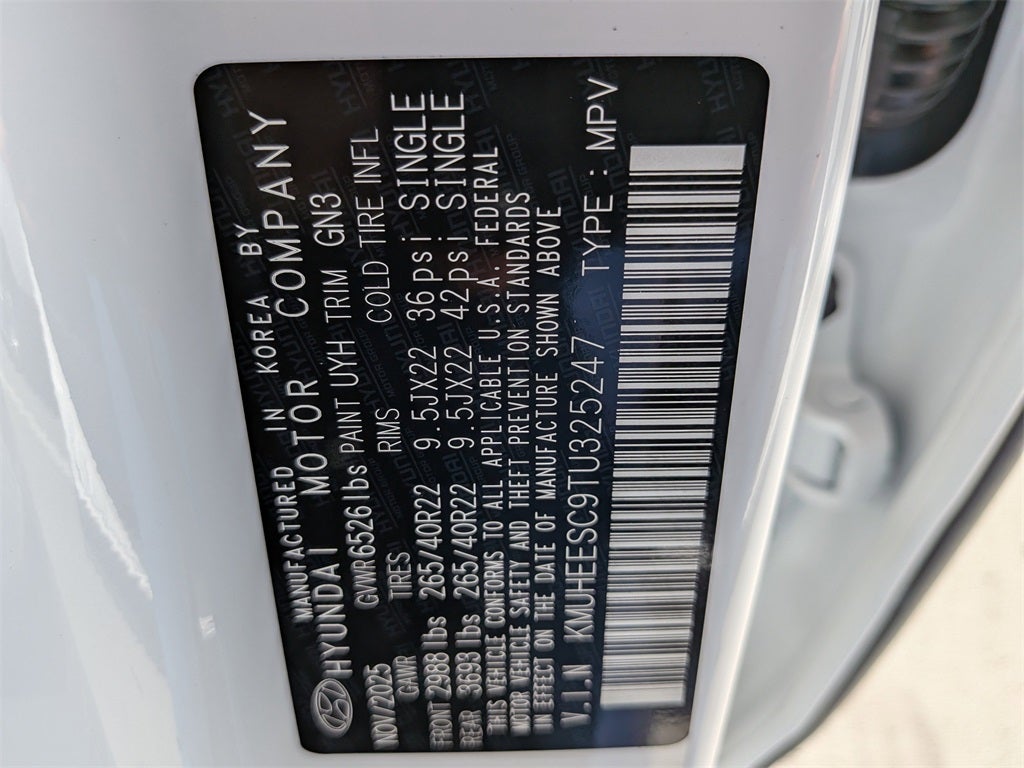 MANUFACTURED IN KOREA BY
HYUNDAI MOTOR COMPANY
NOV/2025 GVWR6526lbs PAINT UYH TRIM GN3
GAWR TIRES RIMS COLD TIRE INFL
FRONT 2988 lbs 265/40R22 9.5JX22 36psi SINGLE
REAR 3693 lbs 265/40R22 9.5JX22 42psi SINGLE
THIS VEHICLE CONFORMS TO ALL APPLICABLE U.S.A. FEDERAL
MOTOR VEHICLE SAFETY AND THEFT PREVENTION STANDARDS
IN EFFECT ON THE DATE OF MANUFACTURE SHOWN ABOVE
V.I.N KMUHEESC9TU325247 TYPE : MPV